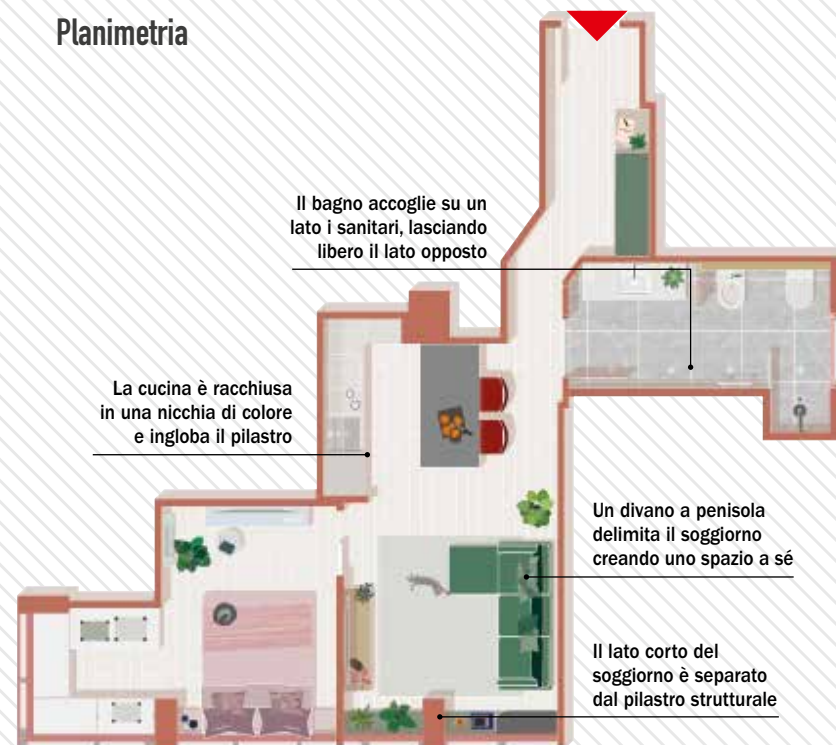 Planimetria
Il bagno accoglie su un
lato i sanitari, lasciando
libero il lato opposto
La cucina è racchiusa
in una nicchia di colore
e ingloba il pilastro
Un divano a penisola
delimita il soggiorno
creando uno spazio a sé
Il lato corto del
soggiorno è separato
dal pilastro strutturale